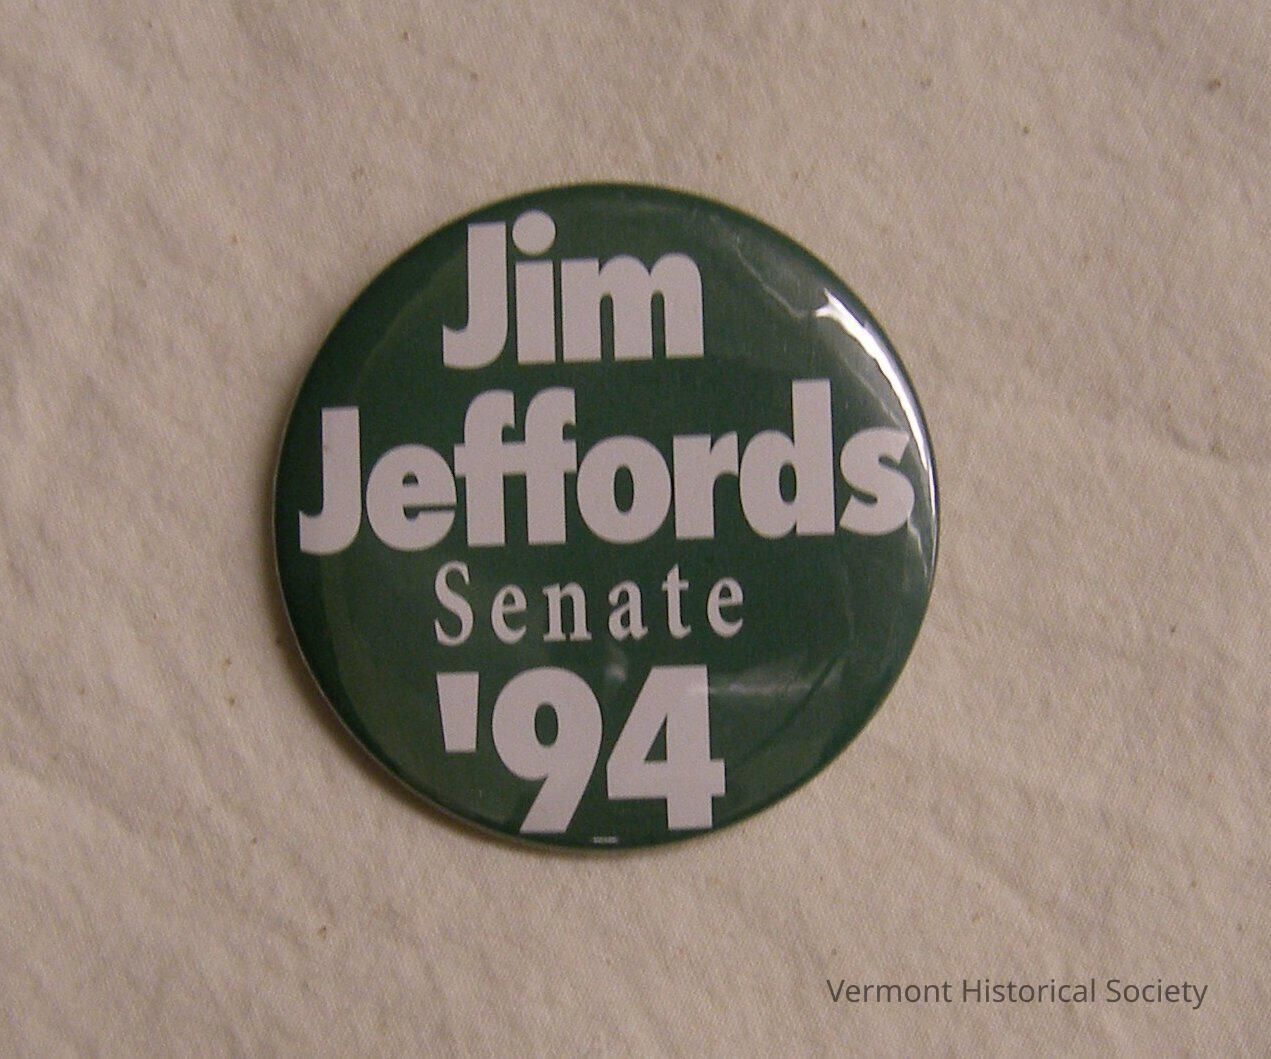 Jim
Jeffords
Senate
'94
Vermont Historical Society